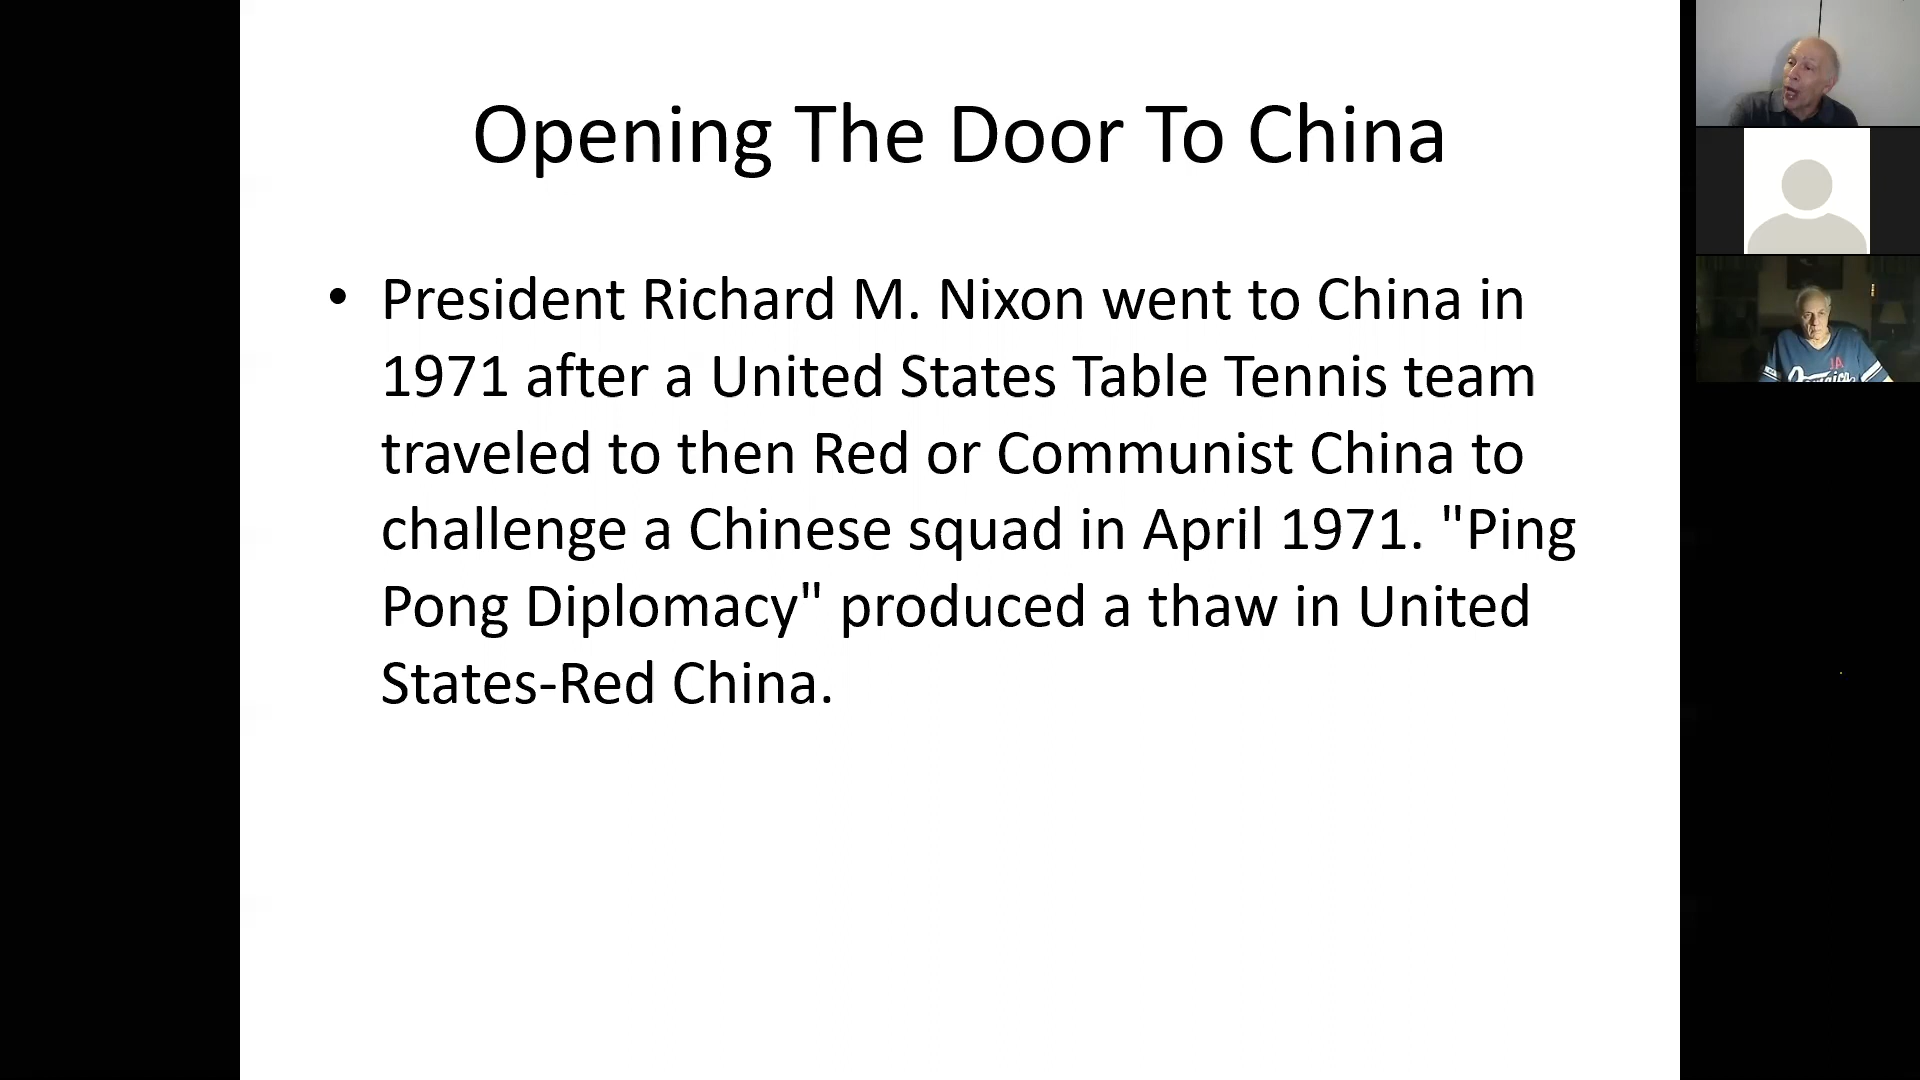 Opening The Door To China
• President Richard M. Nixon went to China in
1971 after a United States Table Tennis team
traveled to then Red or Communist China to
challenge a Chinese squad in April 1971. "Ping
Pong Diplomacy" produced a thaw in United
States-Red China.
JA
Jamaica